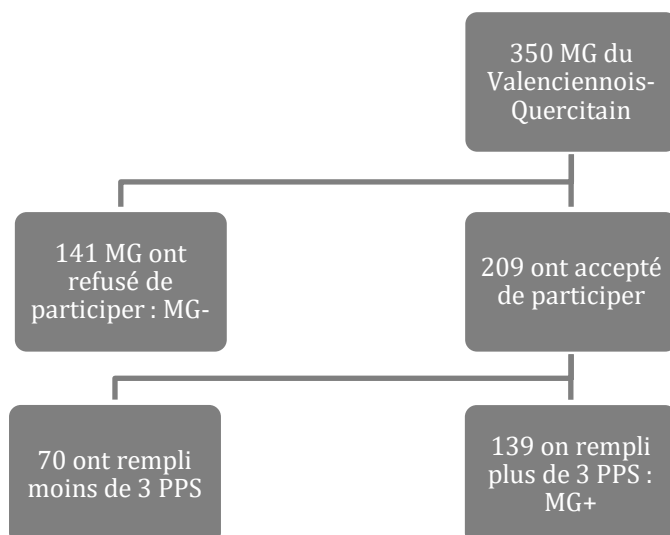 350 MG du
Valenciennois-
Quercitain
141 MG ont
refusé de
participer : MG-
209 ont accepté
de participer
70 ont rempli
moins de 3 PPS
139 on rempli
plus de 3 PPS :
MG+